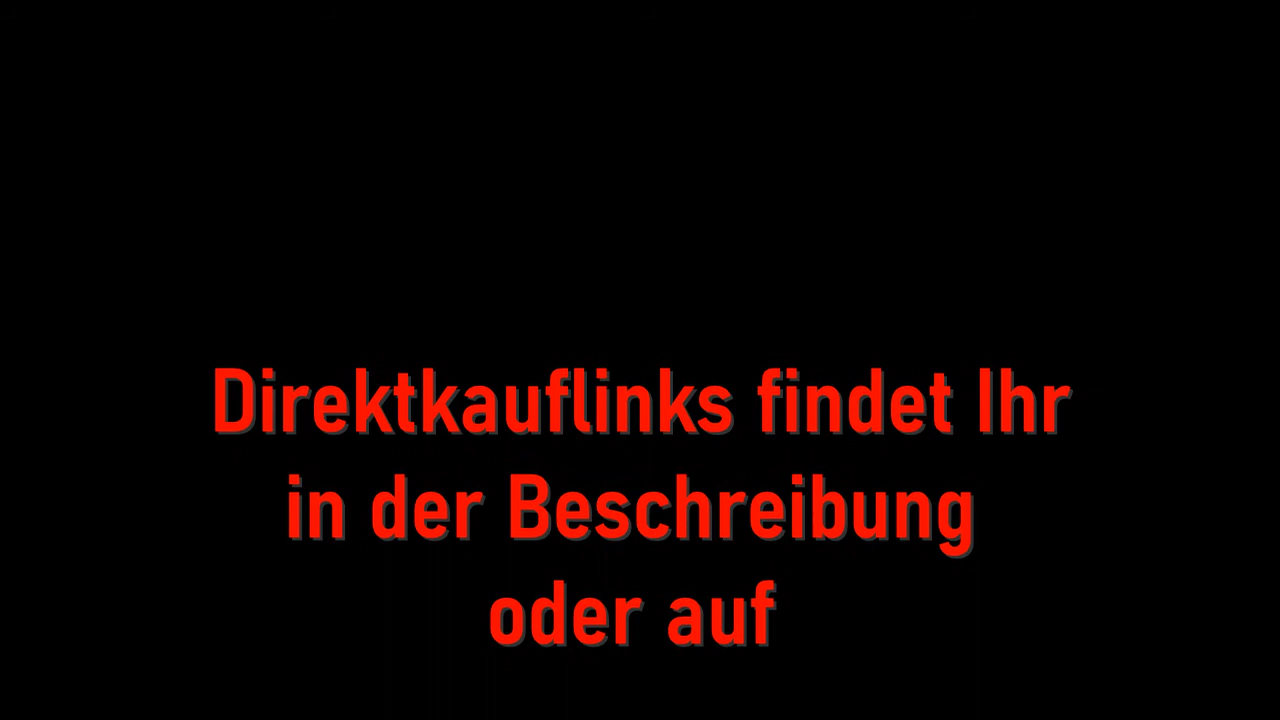 Direktkauflinks findet Ihr
in der Beschreibung
oder auf